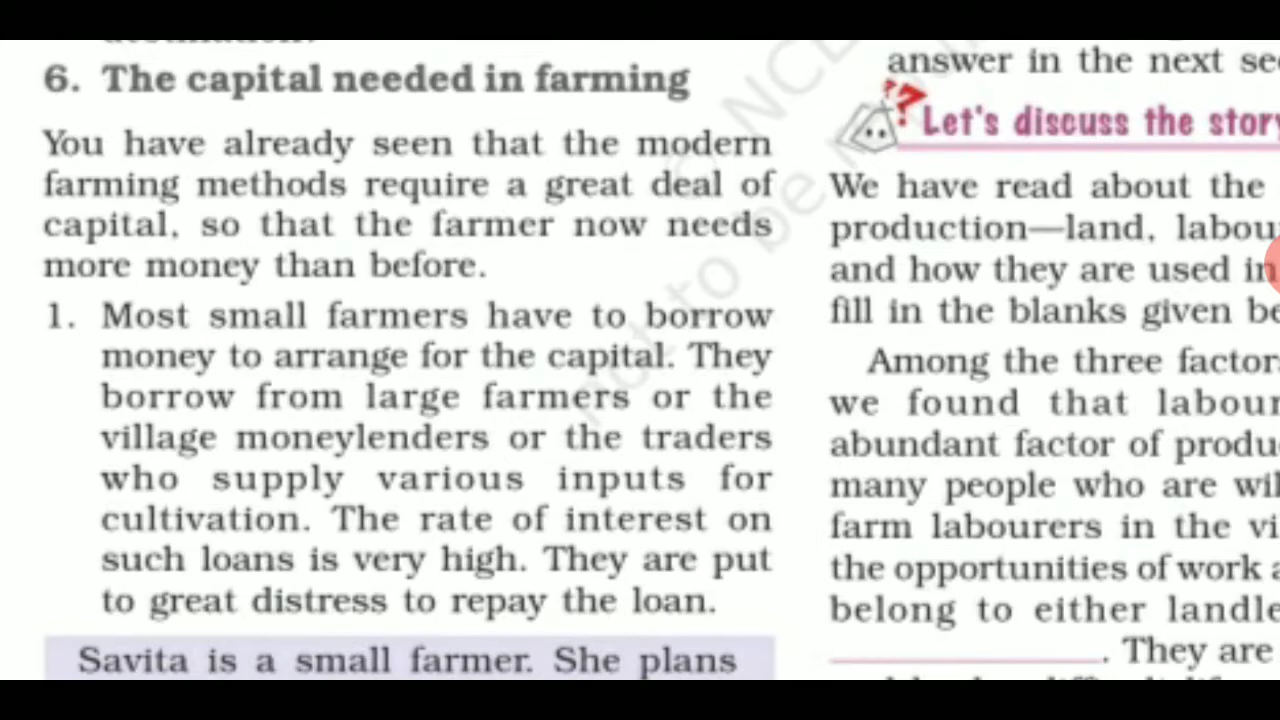 6. The capital needed in farming
You have already seen that the modern
farming methods require a great deal of
capital, so that the farmer now needs
more money than before.
1. Most small farmers have to borrow
money to arrange for the capital. They
borrow from large farmers or the
village moneylenders or the traders
who supply various inputs for
cultivation. The rate of interest on
such loans is very high. They are put
to great distress to repay the loan.
Savita is a small farmer. She plans
answer in the next
??
Let's discuss the story
We have read about the
production—land,
and how they are used in
fill in the blanks given
Among the three
we found that
abundant factor of
many people who are
farm labourers in the
the opportunities of work
belong to either
. They are
not to be